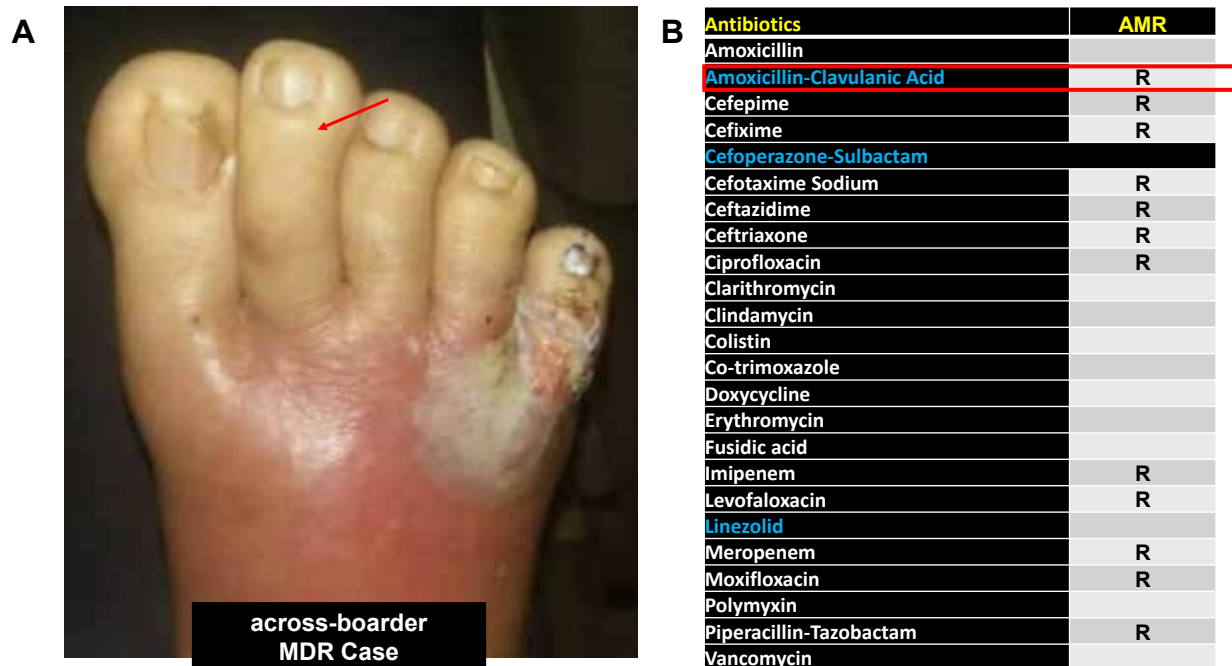 A
across-boarder
MDR Case
B
Antibiotics AMR
Amoxicillin
Amoxicillin-Clavulanic Acid R
Cefepime R
Cefixime R
Cefoperazone-Sulbactam
Cefotaxime Sodium R
Ceftazidime R
Ceftriaxone R
Ciprofloxacin R
Clarithromycin
Clindamycin
Colistin
Co-trimoxazole
Doxycycline
Erythromycin
Fusidic acid
Imipenem R
Levofaloxacin R
Linezolid
Meropenem R
Moxifloxacin R
Polymyxin
Piperacillin-Tazobactam R
Vancomycin